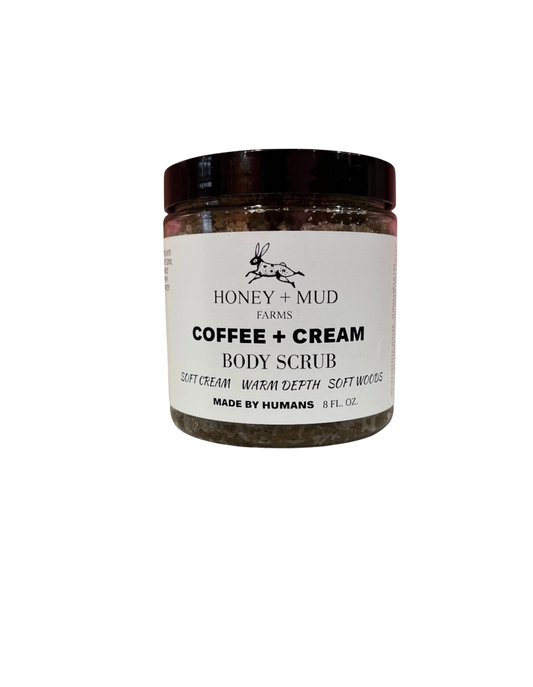 HONEY + MUD
FARMS
COFFEE + CREAM
BODY SCRUB
SOFT CREAM WARM DEPTH SOFT WOODS
MADE BY HUMANS 8 FL. OZ.